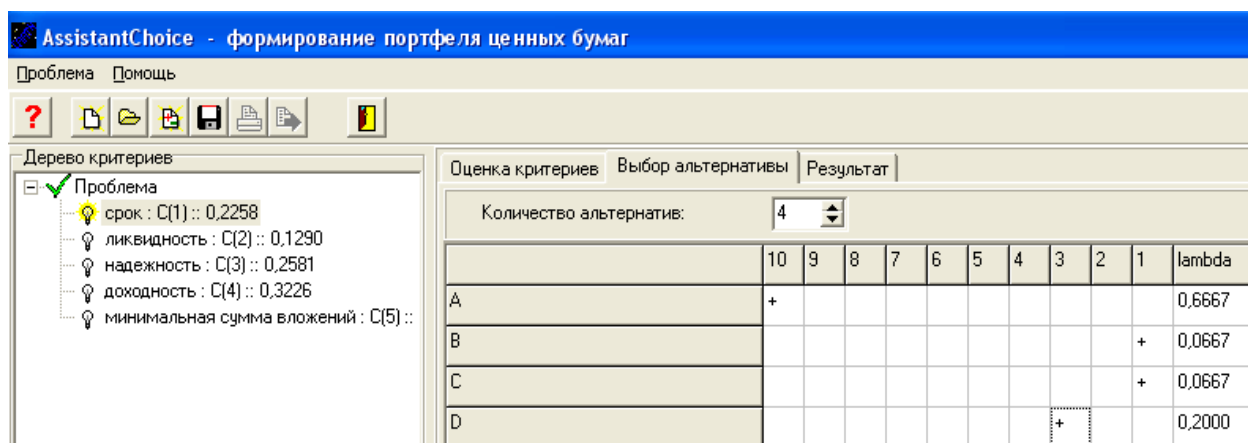 AssistantChoice - формирование портфеля ценных бумаг
Проблема Помощь
?
Дерево критериев
Проблема
срок : C(1) :: 0,2258
ликвидность : C(2) :: 0,1290
надежность : C(3) :: 0,2581
доходность : C(4) :: 0,3226
минимальная сумма вложений : C(5) ::
Оценка критериев Выбор альтернативы Результат
Количество альтернатив: 4
10 9 8 7 6 5 4 3 2 1 lambda
A + 0,6667
B + 0,0667
C + 0,0667
D + 0,2000